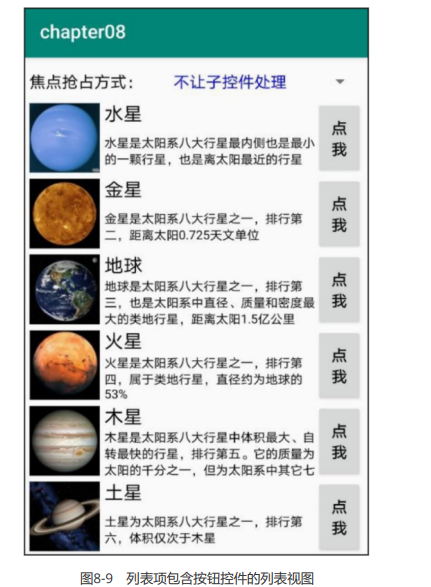 chapter08
焦点抢占方式： 不让子控件处理
水星
水星是太阳系八大行星最内侧也是最小
的一颗行星，也是离太阳最近的行星
点
我
金星
金星是太阳系八大行星之一，排行第
二，距离太阳0.725天文单位
点
我
地球
地球是太阳系八大行星之一，排行第
三，也是太阳系中直径、质量和密度最
大的类地行星，距离太阳1.5亿公里
点
我
火星
火星是太阳系八大行星之一，排行第
四，属于类地行星，直径约为地球的
53%
点
我
木星
木星是太阳系八大行星中体积最大、自
转最快的行星，排行第五。它的质量为
太阳的千分之一，但为太阳系中其它七
点
我
土星
土星为太阳系八大行星之一，排行第
六，体积仅次于木星
点
我
图8-9 列表项包含按钮控件的列表视图